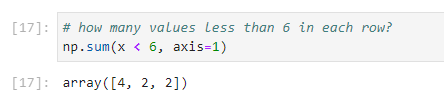 [17]: # how many values less than 6 in each row?
np.sum(x < 6, axis=1)
[17]: array([4, 2, 2])